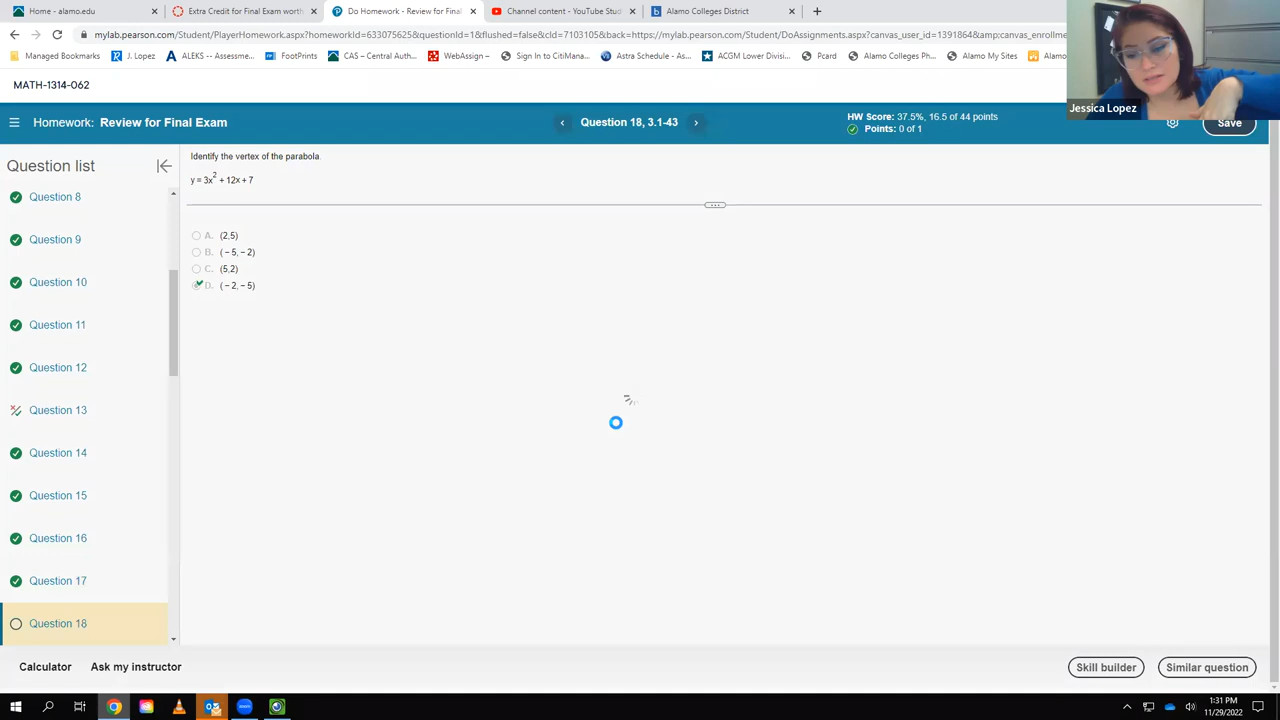 Home - alamo.edu
Extra Credit for Final Exam worth
Do Homework - Review for Final
Channel content - YouTube Stud
Alamo Colleges District
mylab.pearson.com/Student/PlayerHomework.aspx?homeworkId=633075625&questionId=1&flushed=false&cId=7103105&back=https://mylab.pearson.com/Student/DoAssignments.aspx?canvas_user_id=1391864&amp;canvas_enrollme
Managed Bookmarks
J. Lopez
ALEKS -- Assessme...
FootPrints
CAS – Central Auth...
WebAssign –
Sign In to CitiMana...
Astra Schedule - As...
ACGM Lower Division...
Pcard
Alamo Colleges Ph...
Alamo My Sites
Alamo
Jessica Lopez
MATH-1314-062
Homework: Review for Final Exam
Question 18, 3.1-43
HW Score: 37.5%, 16.5 of 44 points
Points: 0 of 1
Save
Question list
Question 8
Question 9
Question 10
Question 11
Question 12
Question 13
Question 14
Question 15
Question 16
Question 17
Question 18
Identify the vertex of the parabola.
y = 3x² + 12x + 7
A. (2,5)
B. (−5,−2)
C. (5,2)
D. (−2,−5)
Calculator
Ask my instructor
Skill builder
Similar question
1:31 PM
11/29/2022